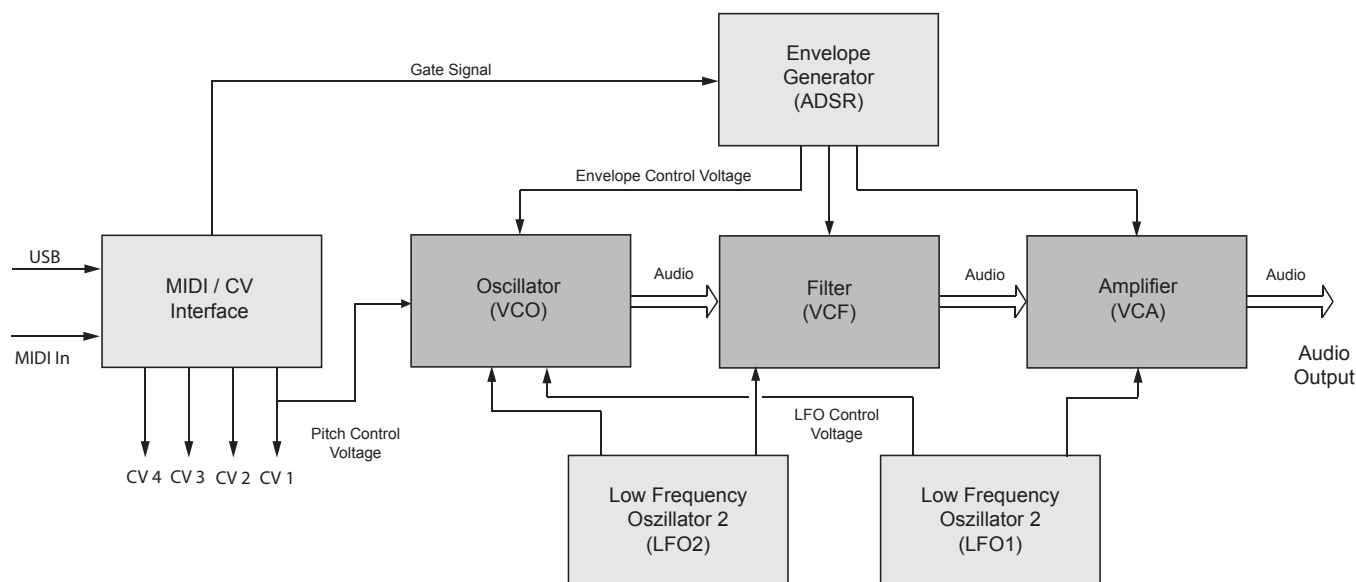 Envelope
Generator
(ADSR)
Gate Signal
Envelope Control Voltage
USB
MIDI In
MIDI / CV
Interface
Oscillator
(VCO)
Audio
Filter
(VCF)
Audio
Amplifier
(VCA)
Audio
Audio
Output
Pitch Control
Voltage
LFO Control
Voltage
CV 4
CV 3
CV 2
CV 1
Low Frequency
Oszillator 2
(LFO2)
Low Frequency
Oszillator 2
(LFO1)